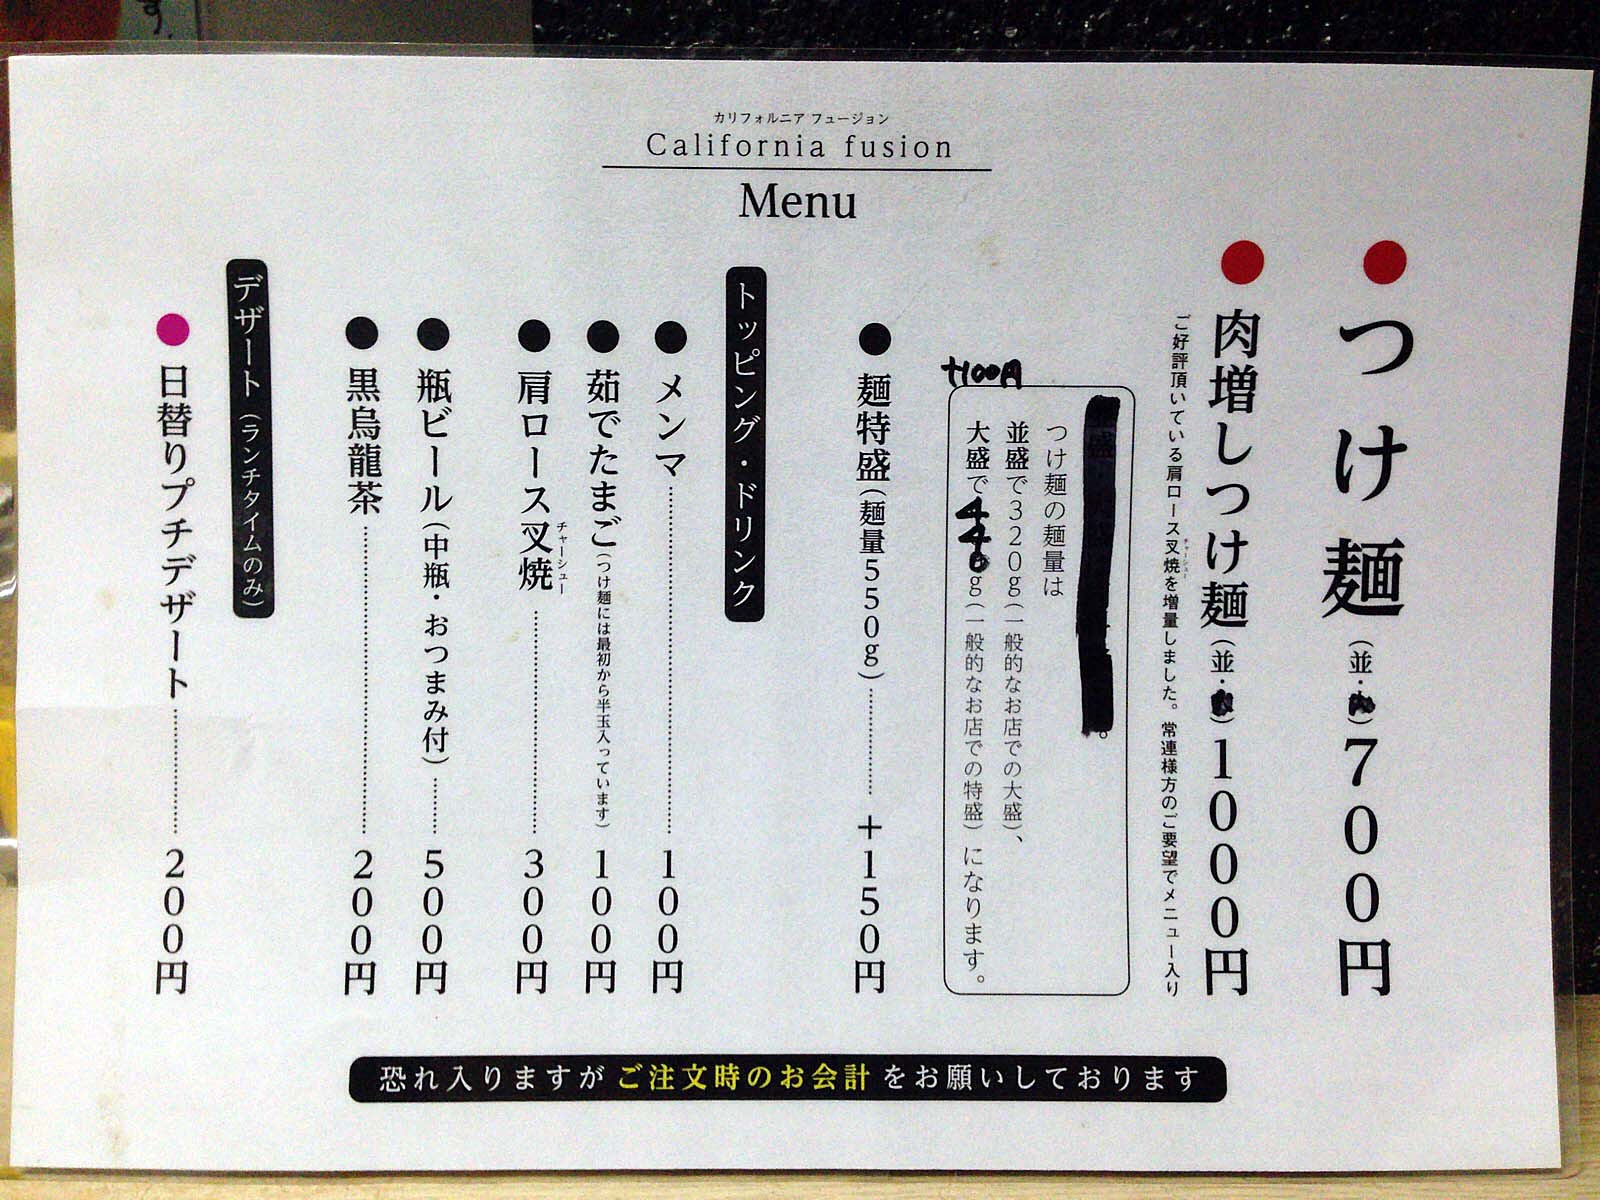 カリフォルニア フュージョン
California fusion
Menu
つけ麺（並・）700円
肉増しつけ麺（並・）1000円
ご好評頂いている肩ロース叉焼を増量しました。常連様方のご要望でメニュー入り
チャーシュー
つけ麺の麺量は
並盛で320g（一般的なお店での大盛）、
+100円
大盛で440g（一般的なお店での特盛）になります。
麺特盛（麺量550g）…………＋150円
トッピング・ドリンク
メンマ…………100円
茹でたまご（つけ麺には最初から半玉入っています）100円
肩ロース叉焼…………300円
チャーシュー
瓶ビール（中瓶・おつまみ付）……500円
黒烏龍茶…………200円
デザート（ランチタイムのみ）
日替りプチデザート…………200円
恐れ入りますがご注文時のお会計をお願いしております